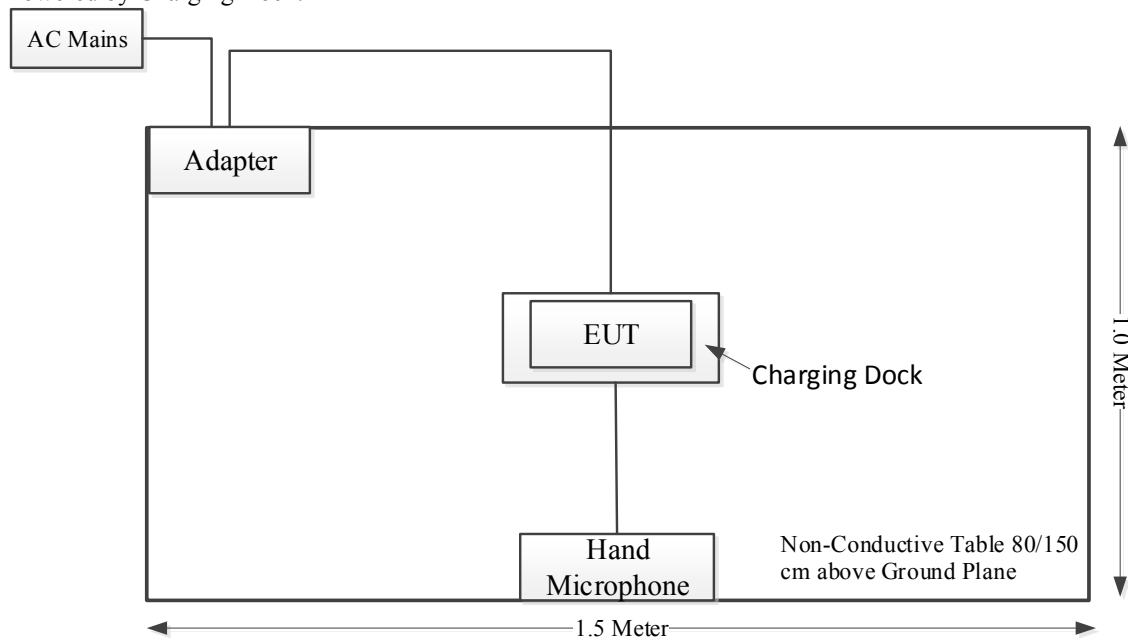 AC Mains
Adapter
EUT
Charging Dock
1.0 Meter
Hand
Microphone
Non-Conductive Table 80/150
cm above Ground Plane
1.5 Meter